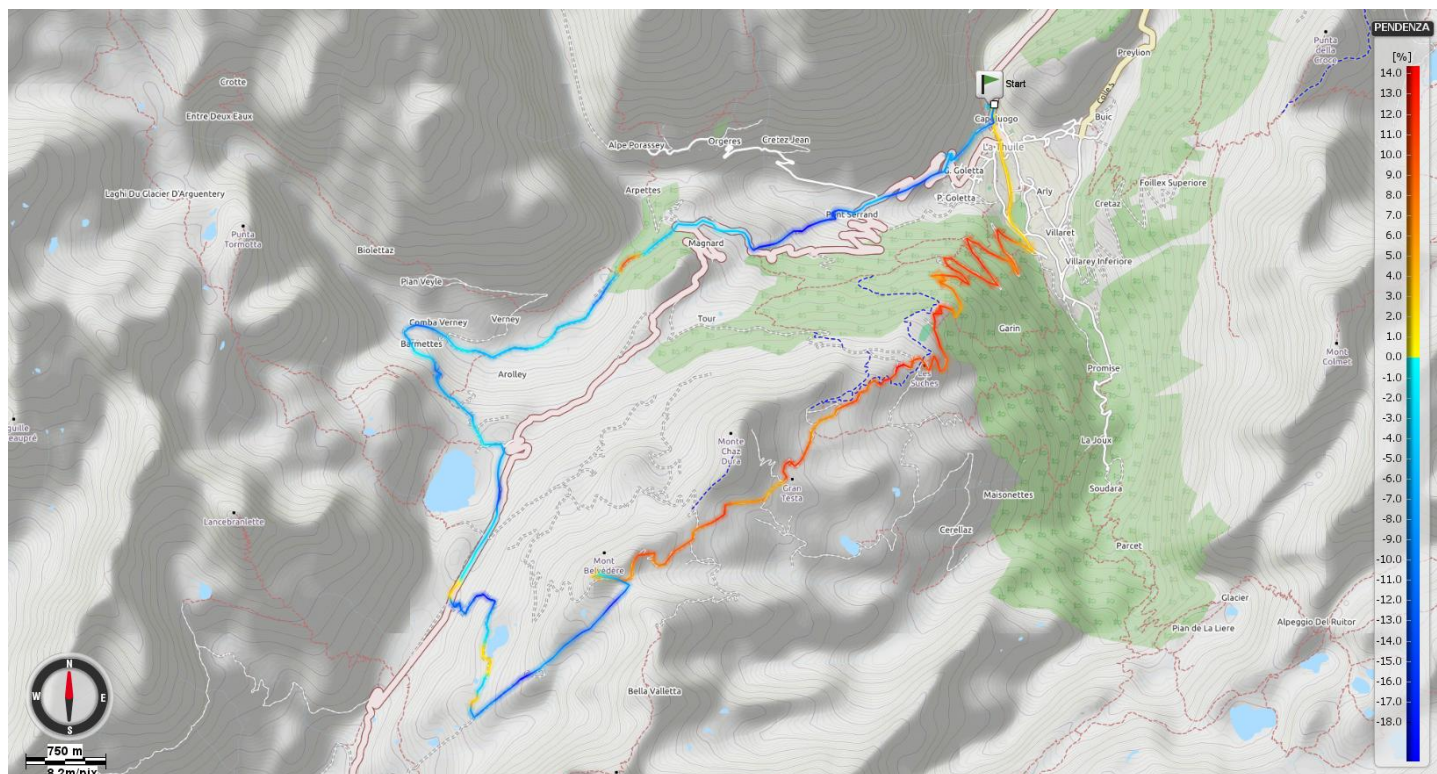 PENDENZA
[%]
14.0
13.0
12.0
11.0
10.0
9.0
8.0
7.0
6.0
5.0
4.0
3.0
2.0
1.0
0.0
-1.0
-2.0
-3.0
-4.0
-5.0
-6.0
-7.0
-8.0
-9.0
-10.0
-11.0
-12.0
-13.0
-14.0
-15.0
-16.0
-17.0
-18.0
Punta
della
Croce
Preylion
Crotte
Start
Entre Deux Eaux
Buic
Orgeres
Cretez Jean
Alpe Porassey
La Thuile
G. Goletta
Foillex Superiore
Arpettes
Laghi Du Glacier D'Arguentery
Arly
P. Goletta
Cretaz
Pont Serrand
Punta
Tormotta
Villaret
Magnard
Biolettaz
Villarey Inferiore
Plan Veyle
Verney
Tour
Comba Verney
Garin
Barmettes
Mont
Colmet
Arolley
Promise
Les
Suches
Monte
Chaz
Dura
La Joux
Gran
Testa
Soudara
Maisonettes
Lancebranlette
Cerellaz
Parcet
Mont
Belvédère
Glacier
Pian de La Liere
Alpeggio Del Ruitor
Bella Valletta
N
W
E
S
750 m
8.2m/pix